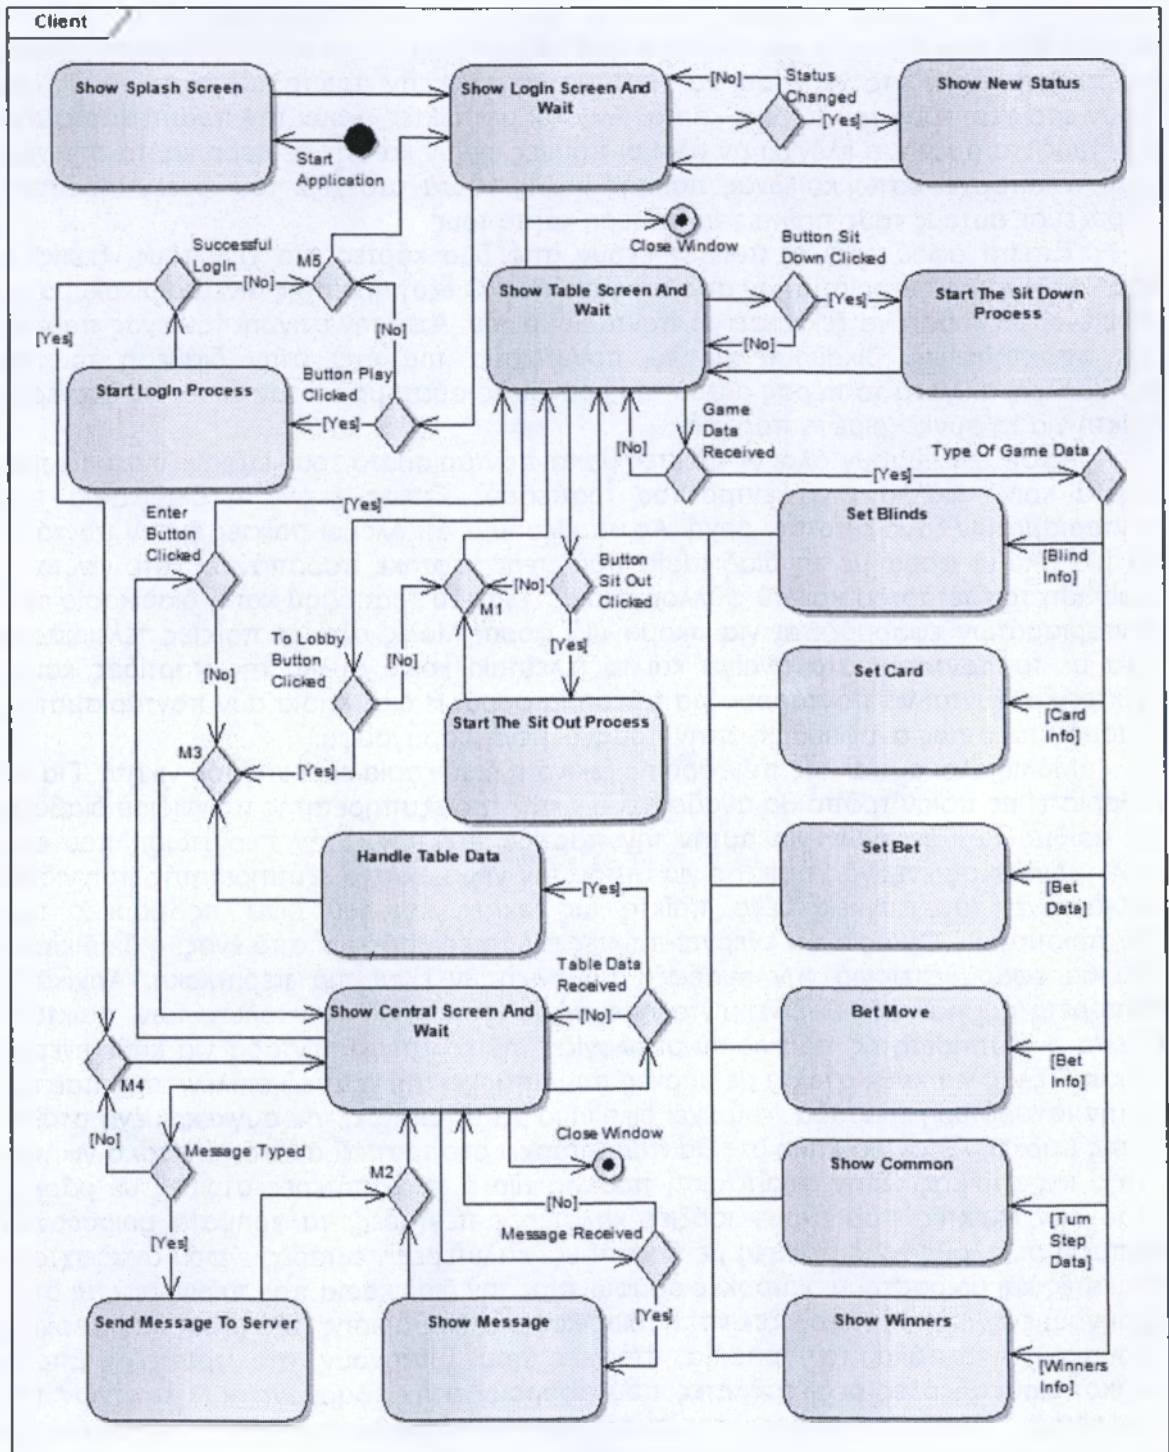 Client
Show Splash Screen
Show LogIn Screen And
Wait
[No]
Status
Changed
[Yes]
Show New Status
Start
Application
Close Window
Successful
LogIn
M5
[No]
[Yes]
[No]
Button Sit
Down Clicked
Show Table Screen And
Wait
[Yes]
[No]
Start The Sit Down
Process
Start LogIn Process
Button Play
Clicked
[Yes]
[No]
Game
Data
Received
[Yes]
Type Of Game Data
Enter
Button
Clicked
[Yes]
Set Blinds
[Blind
Info]
M1
[No]
Button
Sit Out
Clicked
[Yes]
To Lobby
Button
Clicked
[No]
[No]
Set Card
[Card
Info]
Start The Sit Out Process
M3
[Yes]
Handle Table Data
[Yes]
Set Bet
[Bet
Data]
Table Data
Received
[No]
Show Central Screen And
Wait
Bet Move
[Bet
Info]
M4
[No]
Message Typed
M2
Close Window
[No]
Message Received
Show Common
[Turn
Step
Data]
[Yes]
[Yes]
Send Message To Server
Show Message
Show Winners
[Winners
Info]